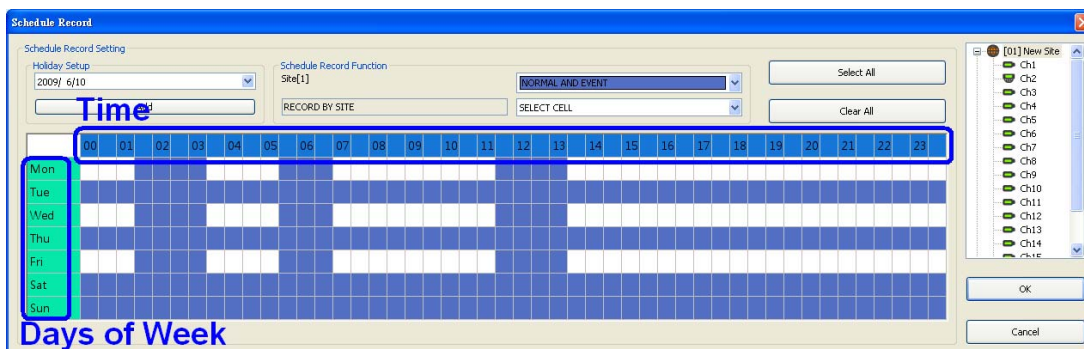 Schedule Record
Schedule Record Setting
Holiday Setup
2009/ 6/10
Schedule Record Function
Site[1]
NORMAL AND EVENT
RECORD BY SITE
SELECT CELL
Select All
Clear All
Time
00 01 02 03 04 05 06 07 08 09 10 11 12 13 14 15 16 17 18 19 20 21 22 23
Mon
Tue
Wed
Thu
Fri
Sat
Sun
Days of Week
[01] New Site
Ch1
Ch2
Ch3
Ch4
Ch5
Ch6
Ch7
Ch8
Ch9
Ch10
Ch11
Ch12
Ch13
Ch14
OK
Cancel